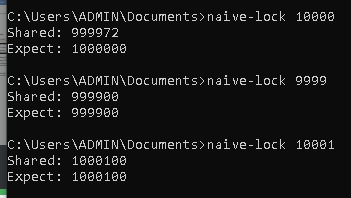 C:\Users\ADMIN\Documents>naive-lock 10000
Shared: 999972
Expect: 1000000
C:\Users\ADMIN\Documents>naive-lock 9999
Shared: 999900
Expect: 999900
C:\Users\ADMIN\Documents>naive-lock 10001
Shared: 1000100
Expect: 1000100